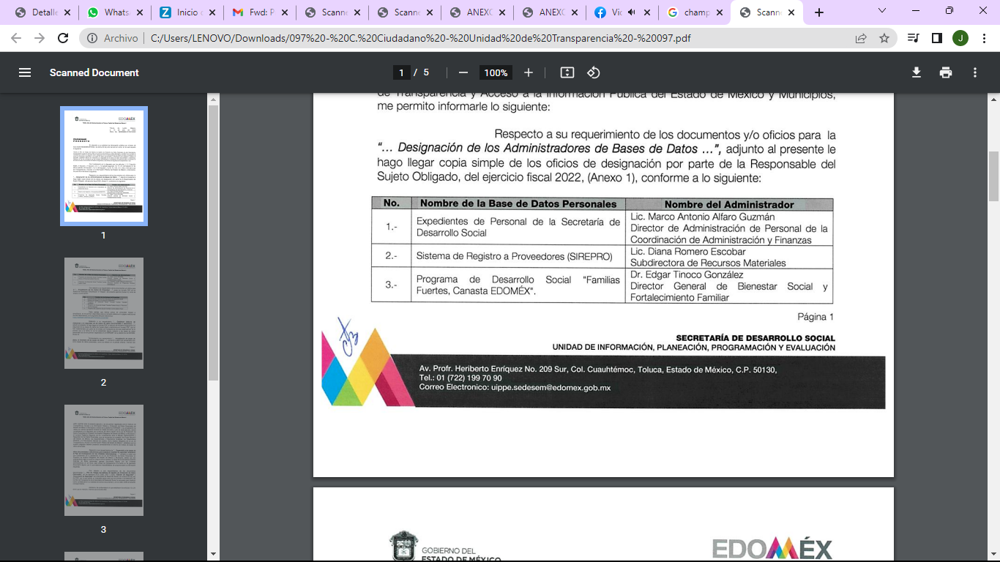 Detalle
Whats
Inicio
Fwd: P
Scanne
Scanne
ANEXO
ANEXO
Vid
champ
Scann
Archivo
C:/Users/LENOVO/Downloads/097%20-%20C.%20Ciudadano%20-%20Unidad%20de%20Transparencia%20-%20097.pdf
J
Scanned Document
1 / 5
100%
1
2
3
de Transparencia y Acceso a la Información Pública del Estado de México y Municipios,
me permito informarle lo siguiente:
Respecto a su requerimiento de los documentos y/o oficios para la
"... Designación de los Administradores de Bases de Datos ...", adjunto al presente le
hago llegar copia simple de los oficios de designación por parte de la Responsable del
Sujeto Obligado, del ejercicio fiscal 2022, (Anexo 1), conforme a lo siguiente:
No. Nombre de la Base de Datos Personales Nombre del Administrador
1.- Expedientes de Personal de la Secretaría de Desarrollo Social
Lic. Marco Antonio Alfaro Guzmán
Director de Administración de Personal de la
Coordinación de Administración y Finanzas
2.- Sistema de Registro a Proveedores (SIREPRO)
Lic. Diana Romero Escobar
Subdirectora de Recursos Materiales
3.- Programa de Desarrollo Social "Familias
Fuertes, Canasta EDOMÉX".
Dr. Edgar Tinoco González
Director General de Bienestar Social y
Fortalecimiento Familiar
Página 1
SECRETARÍA DE DESARROLLO SOCIAL
UNIDAD DE INFORMACIÓN, PLANEACIÓN, PROGRAMACIÓN Y EVALUACIÓN
Av. Profr. Heriberto Enríquez No. 209 Sur, Col. Cuauhtémoc, Toluca, Estado de México, C.P. 50130,
Tel.: 01 (722) 199 70 90
Correo Electronico: uippe.sedesem@edomex.gob.mx
GOBIERNO DEL
ESTADO DE MÉXICO
EDOMÉX